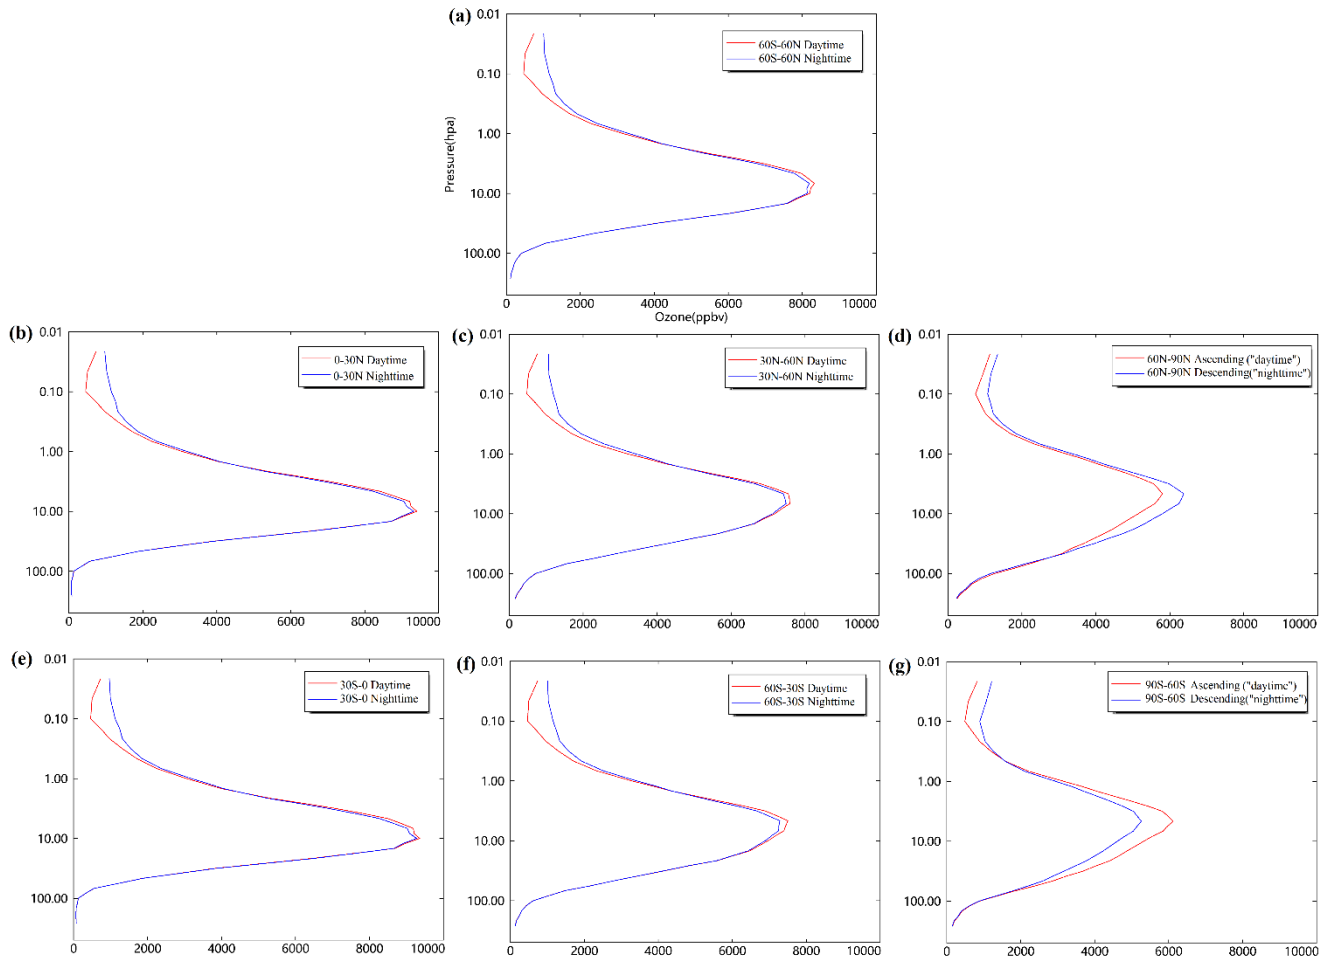 (a)
0.01
0.10
1.00
10.00
100.00
Pressure(hpa)
60S-60N Daytime
60S-60N Nighttime
0 2000 4000 6000 8000 10000
Ozone(ppbv)
(b)
0.01
0.10
1.00
10.00
100.00
0-30N Daytime
0-30N Nighttime
0 2000 4000 6000 8000 10000
(c)
0.01
0.10
1.00
10.00
100.00
30N-60N Daytime
30N-60N Nighttime
0 2000 4000 6000 8000 10000
(d)
0.01
0.10
1.00
10.00
100.00
60N-90N Ascending ("daytime")
60N-90N Descending("nighttime")
0 2000 4000 6000 8000 10000
(e)
0.01
0.10
1.00
10.00
100.00
30S-0 Daytime
30S-0 Nighttime
0 2000 4000 6000 8000 10000
(f)
0.01
0.10
1.00
10.00
100.00
60S-30S Daytime
60S-30S Nighttime
0 2000 4000 6000 8000 10000
(g)
0.01
0.10
1.00
10.00
100.00
90S-60S Ascending ("daytime")
90S-60S Descending("nighttime")
0 2000 4000 6000 8000 10000